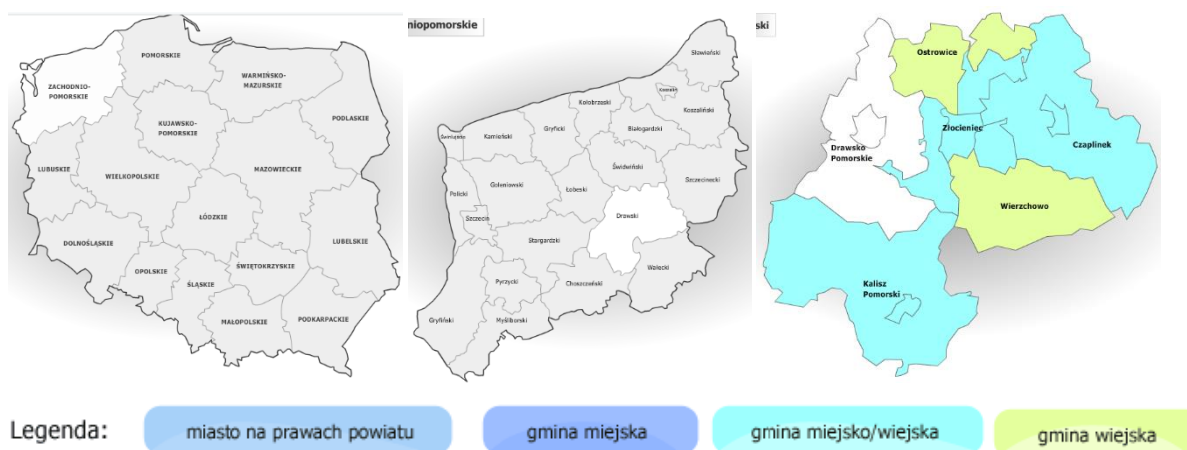 POMORSKIE
ZACHODNIO-
POMORSKIE
WARMIŃSKO-
MAZURSKIE
PODLASKIE
KUJAWSKO-
POMORSKIE
LUBUSKIE
WIELKOPOLSKIE
MAZOWIECKIE
ŁÓDZKIE
DOLNOŚLĄSKIE
LUBELSKIE
OPOLSKIE
ŚLĄSKIE
ŚWIĘTOKRZYSKIE
MAŁOPOLSKIE
PODKARPACKIE
niopomorskie
Sławieński
Kołobrzeski
Koszaliński
Kamieński
Gryficki
Białogardzki
Świdwiński
Szczecinecki
Policki
Goleniowski
Łobeski
Szczecin
Drawski
Stargardzki
Wałecki
Pyrzycki
Choszczeński
Gryfiński
Myśliborski
ski
Ostrowice
Złocieniec
Czaplinek
Drawsko
Pomorskie
Wierzchowo
Kalisz
Pomorski
Legenda:
miasto na prawach powiatu
gmina miejska
gmina miejsko/wiejska
gmina wiejska